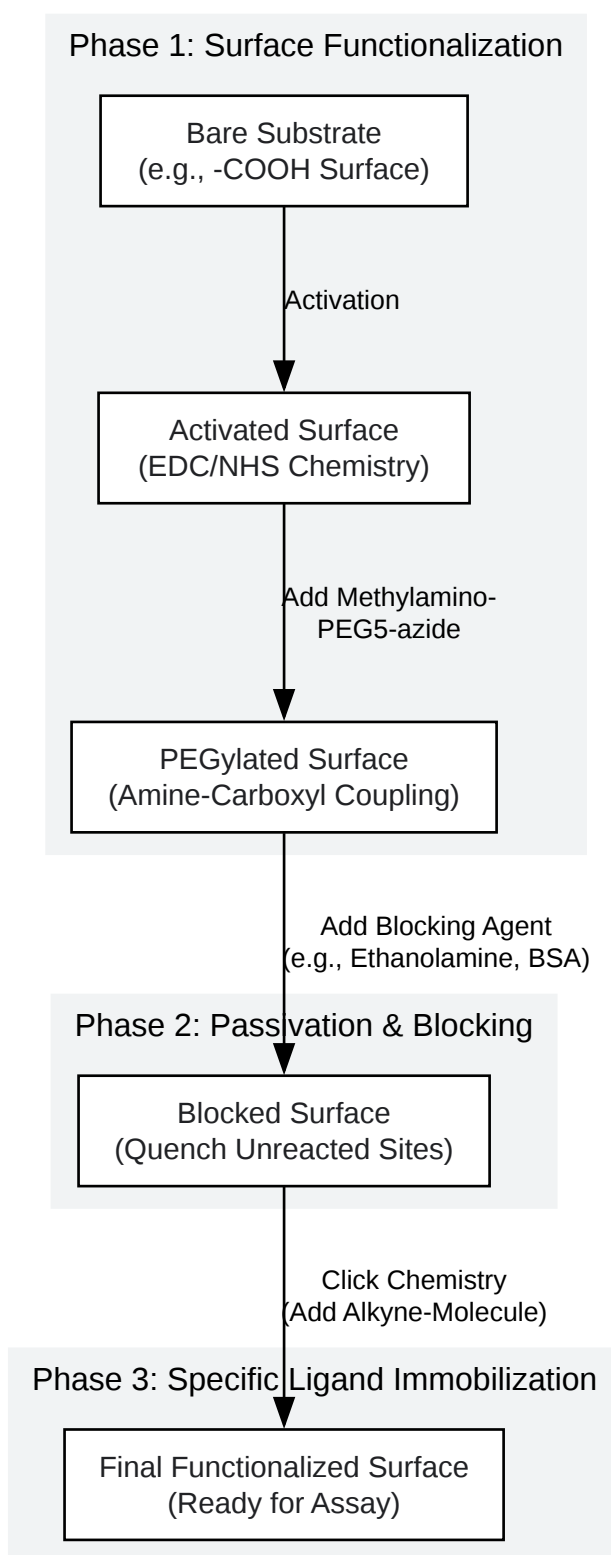 Phase 1: Surface Functionalization
Bare Substrate
(e.g., -COOH Surface)
Activation
Activated Surface
(EDC/NHS Chemistry)
Add Methylamino-
PEG5-azide
PEGylated Surface
(Amine-Carboxyl Coupling)
Add Blocking Agent
(e.g., Ethanolamine, BSA)
Phase 2: Passivation & Blocking
Blocked Surface
(Quench Unreacted Sites)
Click Chemistry
(Add Alkyne-Molecule)
Phase 3: Specific Ligand Immobilization
Final Functionalized Surface
(Ready for Assay)